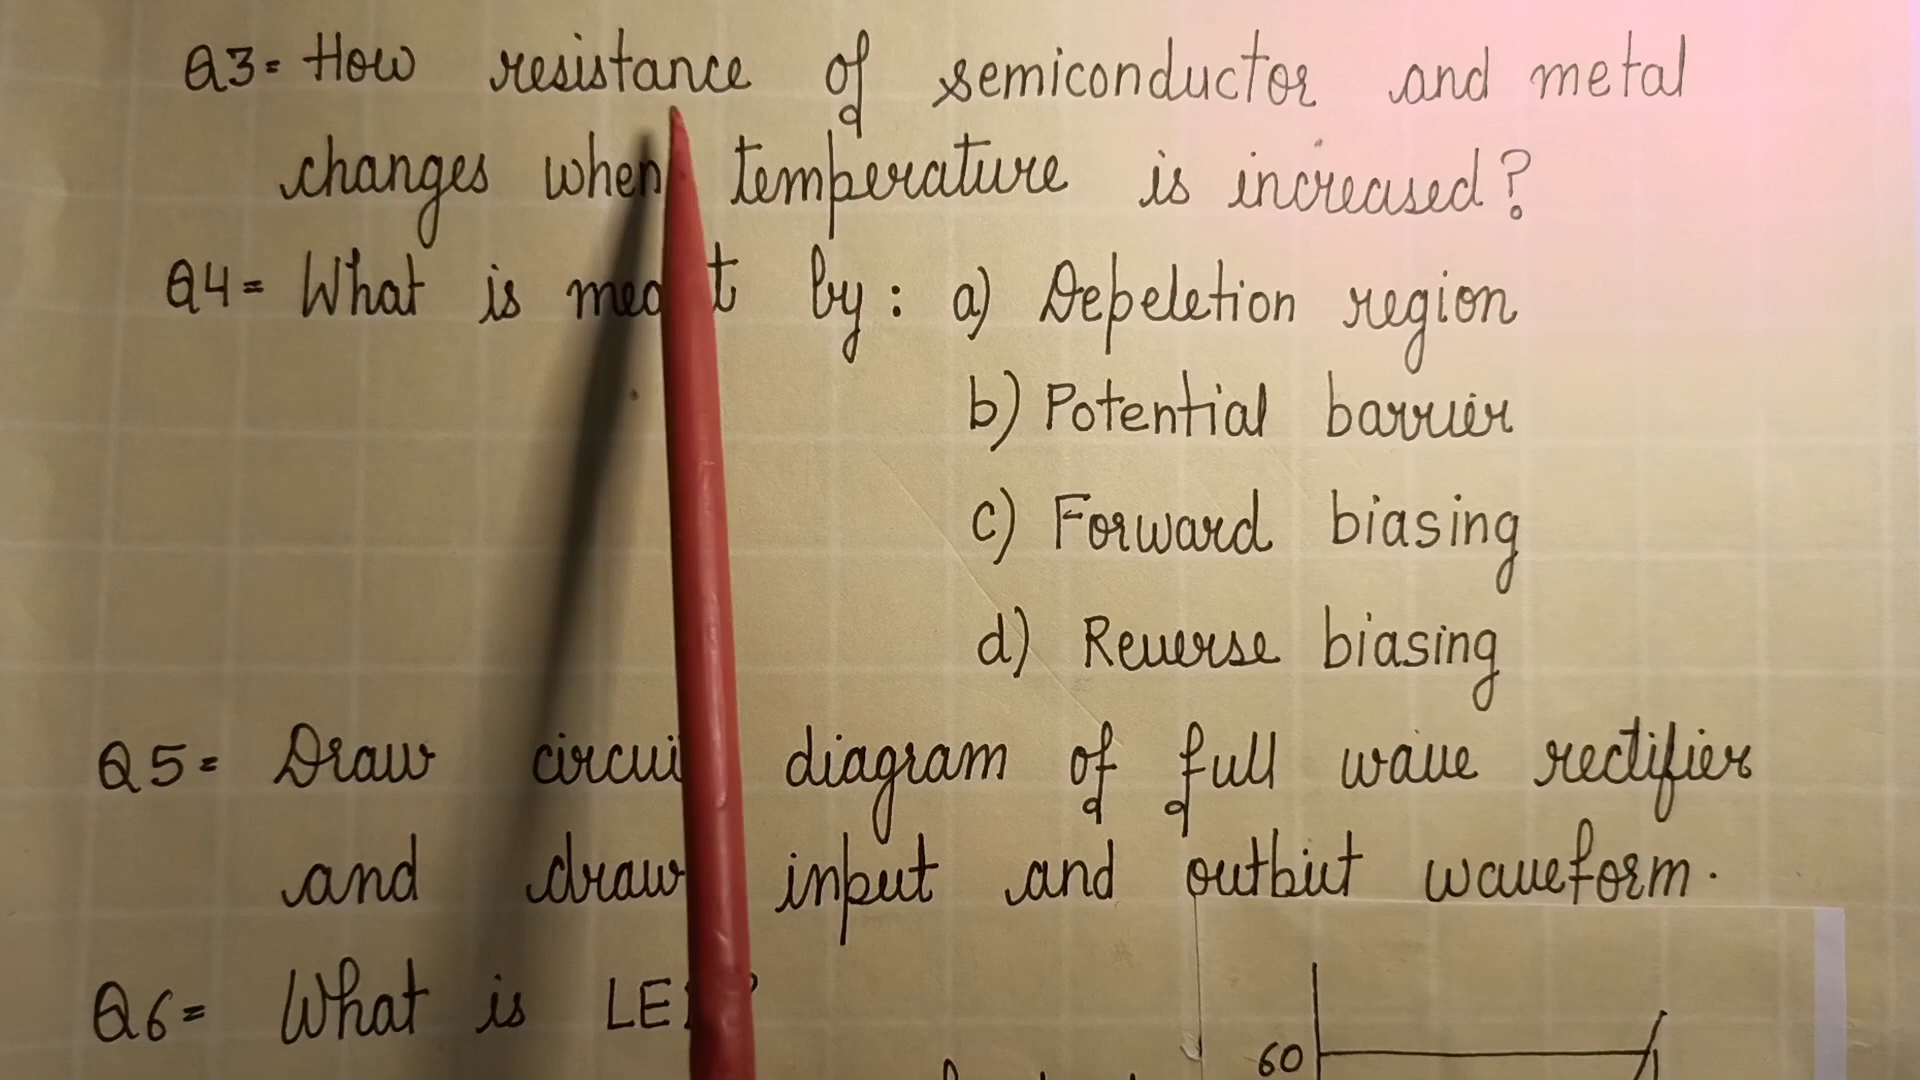 Q3= How resistance of semiconductor and metal
changes when temperature is increased?
Q4= What is by: a) Depeletion region
b) Potential barrier
c) Forward biasing
d) Reverse biasing
Q5= Draw diagram of full wave rectifier
and draw input and output waveform.
Q6= What is
60